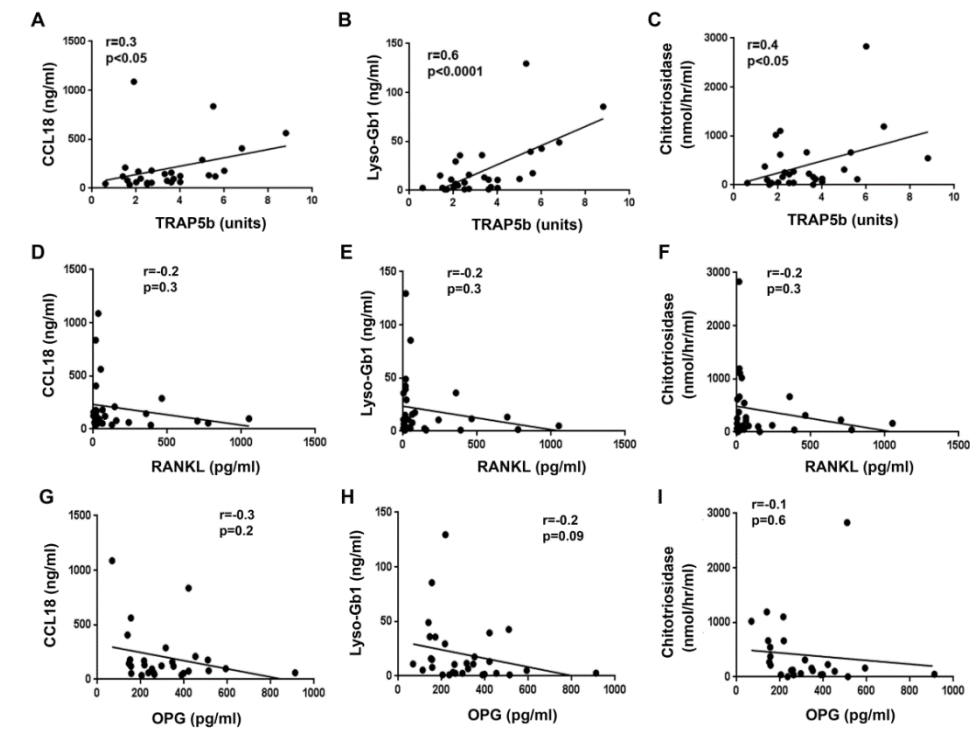 A
r=0.3
p<0.05
CCL18 (ng/ml)
1500
1000
500
0
0 2 4 6 8 10
TRAP5b (units)
B
r=0.6
p<0.0001
Lyso-Gb1 (ng/ml)
150
100
50
0
0 2 4 6 8 10
TRAP5b (units)
C
r=0.4
p<0.05
Chitotriosidase
(nmol/hr/ml)
3000
2000
1000
0
0 2 4 6 8 10
TRAP5b (units)
D
r=-0.2
p=0.3
CCL18 (ng/ml)
1500
1000
500
0
0 500 1000 1500
RANKL (pg/ml)
E
r=-0.2
p=0.3
Lyso-Gb1 (ng/ml)
150
100
50
0
0 500 1000 1500
RANKL (pg/ml)
F
r=-0.2
p=0.3
Chitotriosidase
(nmol/hr/ml)
3000
2000
1000
0
0 500 1000 1500
RANKL (pg/ml)
G
r=-0.3
p=0.2
CCL18 (ng/ml)
1500
1000
500
0
0 200 400 600 800 1000
OPG (pg/ml)
H
r=-0.2
p=0.09
Lyso-Gb1 (ng/ml)
150
100
50
0
0 200 400 600 800 1000
OPG (pg/ml)
I
r=-0.1
p=0.6
Chitotriosidase
(nmol/hr/ml)
3000
2000
1000
0
0 200 400 600 800 1000
OPG (pg/ml)